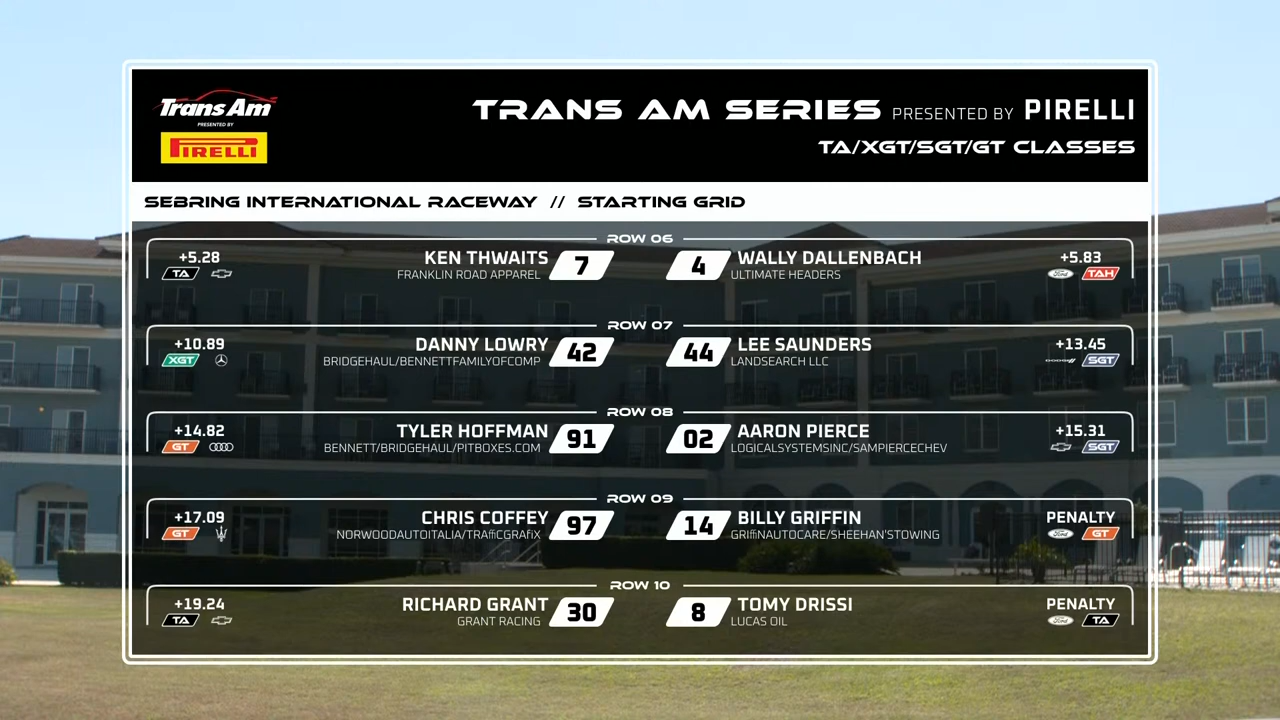 Trans Am
PRESENTED BY
PIRELLI
TRANS AM SERIES PRESENTED BY PIRELLI
TA/XGT/SGT/GT CLASSES
SEBRING INTERNATIONAL RACEWAY // STARTING GRID
ROW 06
+5.28 KEN THWAITS 7 4 WALLY DALLENBACH +5.83
TA FRANKLIN ROAD APPAREL ULTIMATE HEADERS Ford TAH
ROW 07
+10.89 DANNY LOWRY 42 44 LEE SAUNDERS +13.45
XGT BRIDGEHAUL/BENNETTFAMILYOFCOMP LANDSEARCH LLC SGT
ROW 08
+14.82 TYLER HOFFMAN 91 02 AARON PIERCE +15.31
GT BENNETT/BRIDGEHAUL/PITBOXES.COM LOGICALSYSTEMSINC/SAMPIERCECHEV SGT
ROW 09
+17.09 CHRIS COFFEY 97 14 BILLY GRIFFIN PENALTY
GT NORWOODAUTOITALIA/TRAfficGRAfiX GRIffiNAUTOCARE/SHEEHAN'STOWING Ford GT
ROW 10
+19.24 RICHARD GRANT 30 8 TOMY DRISSI PENALTY
TA GRANT RACING LUCAS OIL Ford TA